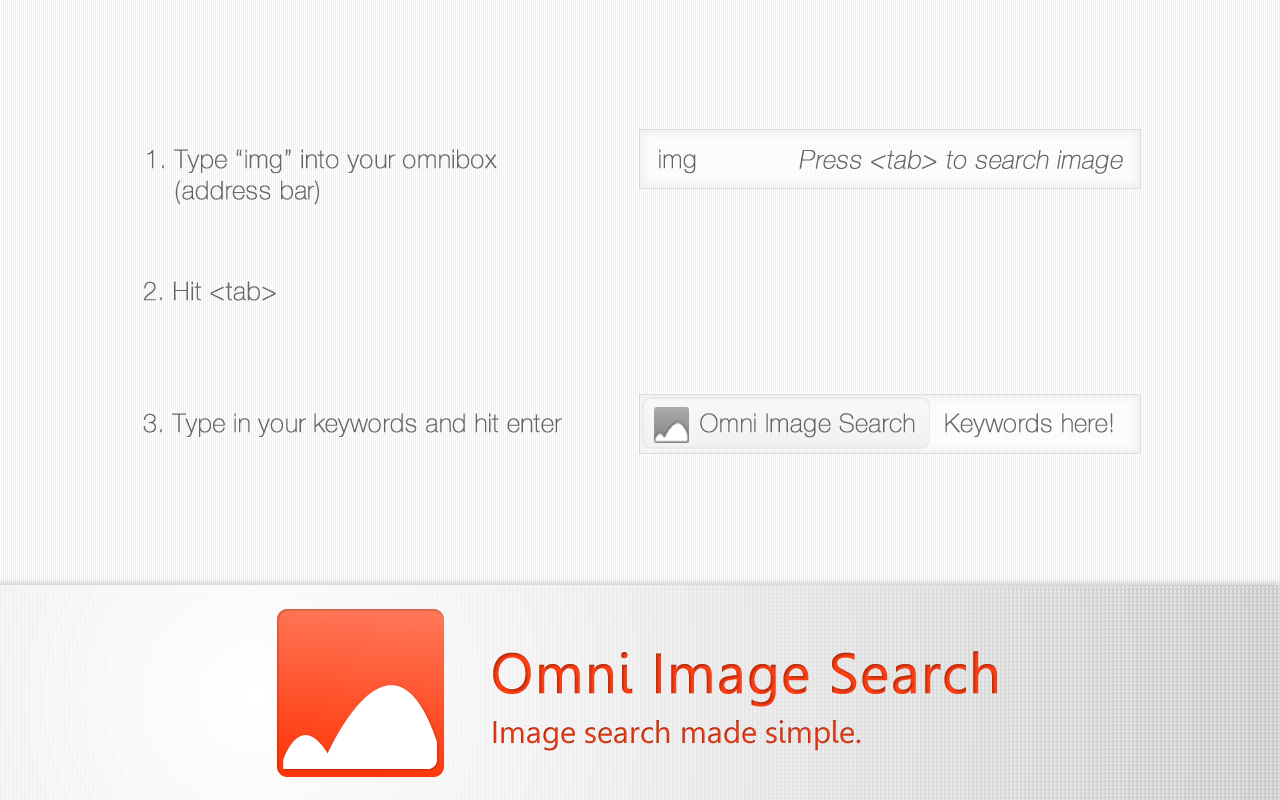 1. Type “img” into your omnibox
(address bar)
img Press <tab> to search image
2. Hit <tab>
3. Type in your keywords and hit enter
Omni Image Search Keywords here!
Omni Image Search
Image search made simple.